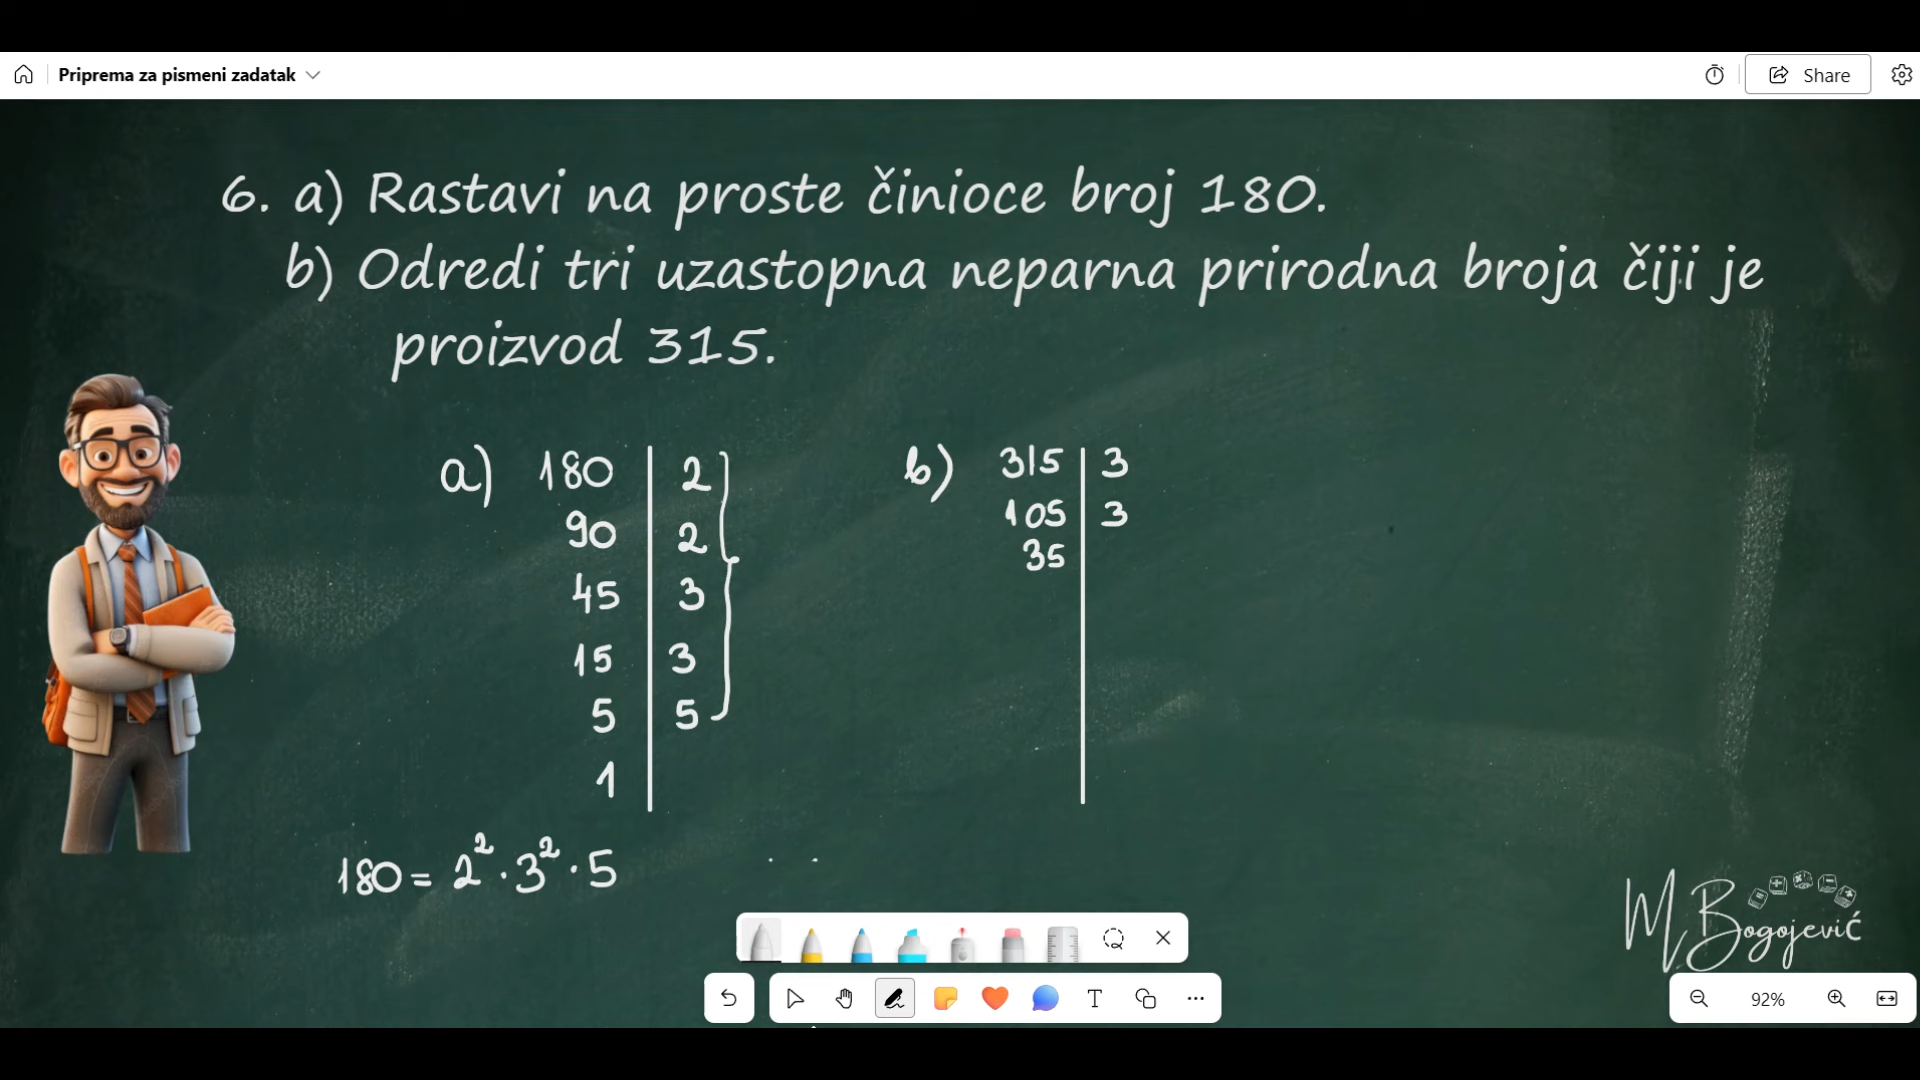 Priprema za pismeni zadatak
Share
6. a) Rastavi na proste činioce broj 180.
b) Odredi tri uzastopna neparna prirodna broja čiji je
proizvod 315.
a) 180 | 2
90 | 2
45 | 3
15 | 3
5 | 5
1 |
180 = 2² · 3² · 5
b) 315 | 3
105 | 3
35 |
M. Bogojević
T
92%